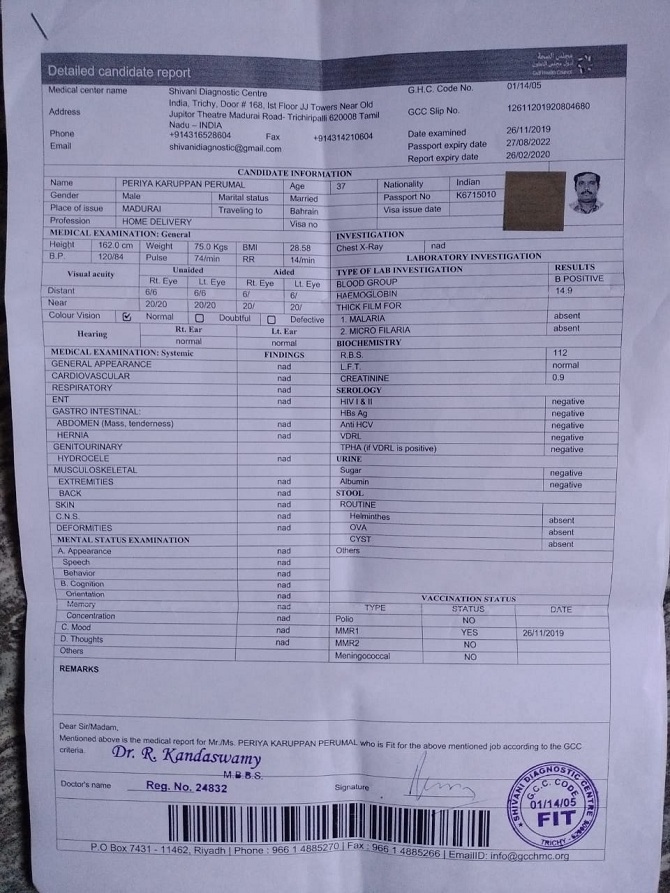 Detailed candidate report
Medical center name Shivani Diagnostic Centre G.H.C. Code No. 01/14/05
Address India, Trichy, Door # 168, Ist Floor JJ Towers Near Old Jupitor Theatre Madurai Road- Trichiripalli 620008 Tamil Nadu – INDIA GCC Slip No. 12611201920804680
Phone +914316528604 Fax +914314210604 Date examined 26/11/2019
Email shivanidiagnostic@gmail.com Passport expiry date 27/08/2022
Report expiry date 26/02/2020
CANDIDATE INFORMATION
Name PERIYA KARUPPAN PERUMAL Age 37 Nationality Indian
Gender Male Marital status Married Passport No K6715010
Place of issue MADURAI Traveling to Bahrain Visa issue date
Profession HOME DELIVERY Visa no
MEDICAL EXAMINATION: General
Height 162.0 cm Weight 75.0 Kgs BMI 28.58
B.P. 120/84 Pulse 74/min RR 14/min
Visual acuity Unaided Aided
Rt. Eye Lt. Eye Rt. Eye Lt. Eye
Distant 6/6 6/6 6/ 6/
Near 20/20 20/20 20/ 20/
Colour Vision Normal Doubtful Defective
Hearing Rt. Ear Lt. Ear
normal normal
MEDICAL EXAMINATION: Systemic FINDINGS
GENERAL APPEARANCE nad
CARDIOVASCULAR nad
RESPIRATORY nad
ENT nad
GASTRO INTESTINAL:
ABDOMEN (Mass, tenderness) nad
HERNIA nad
GENITOURINARY
HYDROCELE nad
MUSCULOSKELETAL
EXTREMITIES nad
BACK nad
SKIN nad
C.N.S. nad
DEFORMITIES nad
MENTAL STATUS EXAMINATION
A. Appearance nad
Speech nad
Behavior nad
B. Cognition nad
Orientation nad
Memory nad
Concentration nad
C. Mood nad
D. Thoughts nad
Others
INVESTIGATION
Chest X-Ray nad
LABORATORY INVESTIGATION
TYPE OF LAB INVESTIGATION RESULTS
BLOOD GROUP B POSITIVE
HAEMOGLOBIN 14.9
THICK FILM FOR
1. MALARIA absent
2. MICRO FILARIA absent
BIOCHEMISTRY
R.B.S. 112
L.F.T. normal
CREATININE 0.9
SEROLOGY
HIV I & II negative
HBs Ag negative
Anti HCV negative
VDRL negative
TPHA (if VDRL is positive) negative
URINE
Sugar negative
Albumin negative
STOOL
ROUTINE
Helminthes absent
OVA absent
CYST absent
Others
VACCINATION STATUS
TYPE STATUS DATE
Polio NO
MMR1 YES 26/11/2019
MMR2 NO
Meningococcal NO
REMARKS
Dear Sir/Madam,
Mentioned above is the medical report for Mr./Ms. PERIYA KARUPPAN PERUMAL who is Fit for the above mentioned job according to the GCC
criteria.
Dr. R. Kandaswamy
M.B.B.S.
Doctor's name Reg. No. 24832 Signature
SHIVANI DIAGNOSTIC CENTRE
G.C.C. CODE
01/14/05
FIT
TRICHY
P.O Box 7431 - 11462, Riyadh | Phone : 966 1 4885270 | Fax : 966 1 4885266 | EmailID: info@gcchmc.org